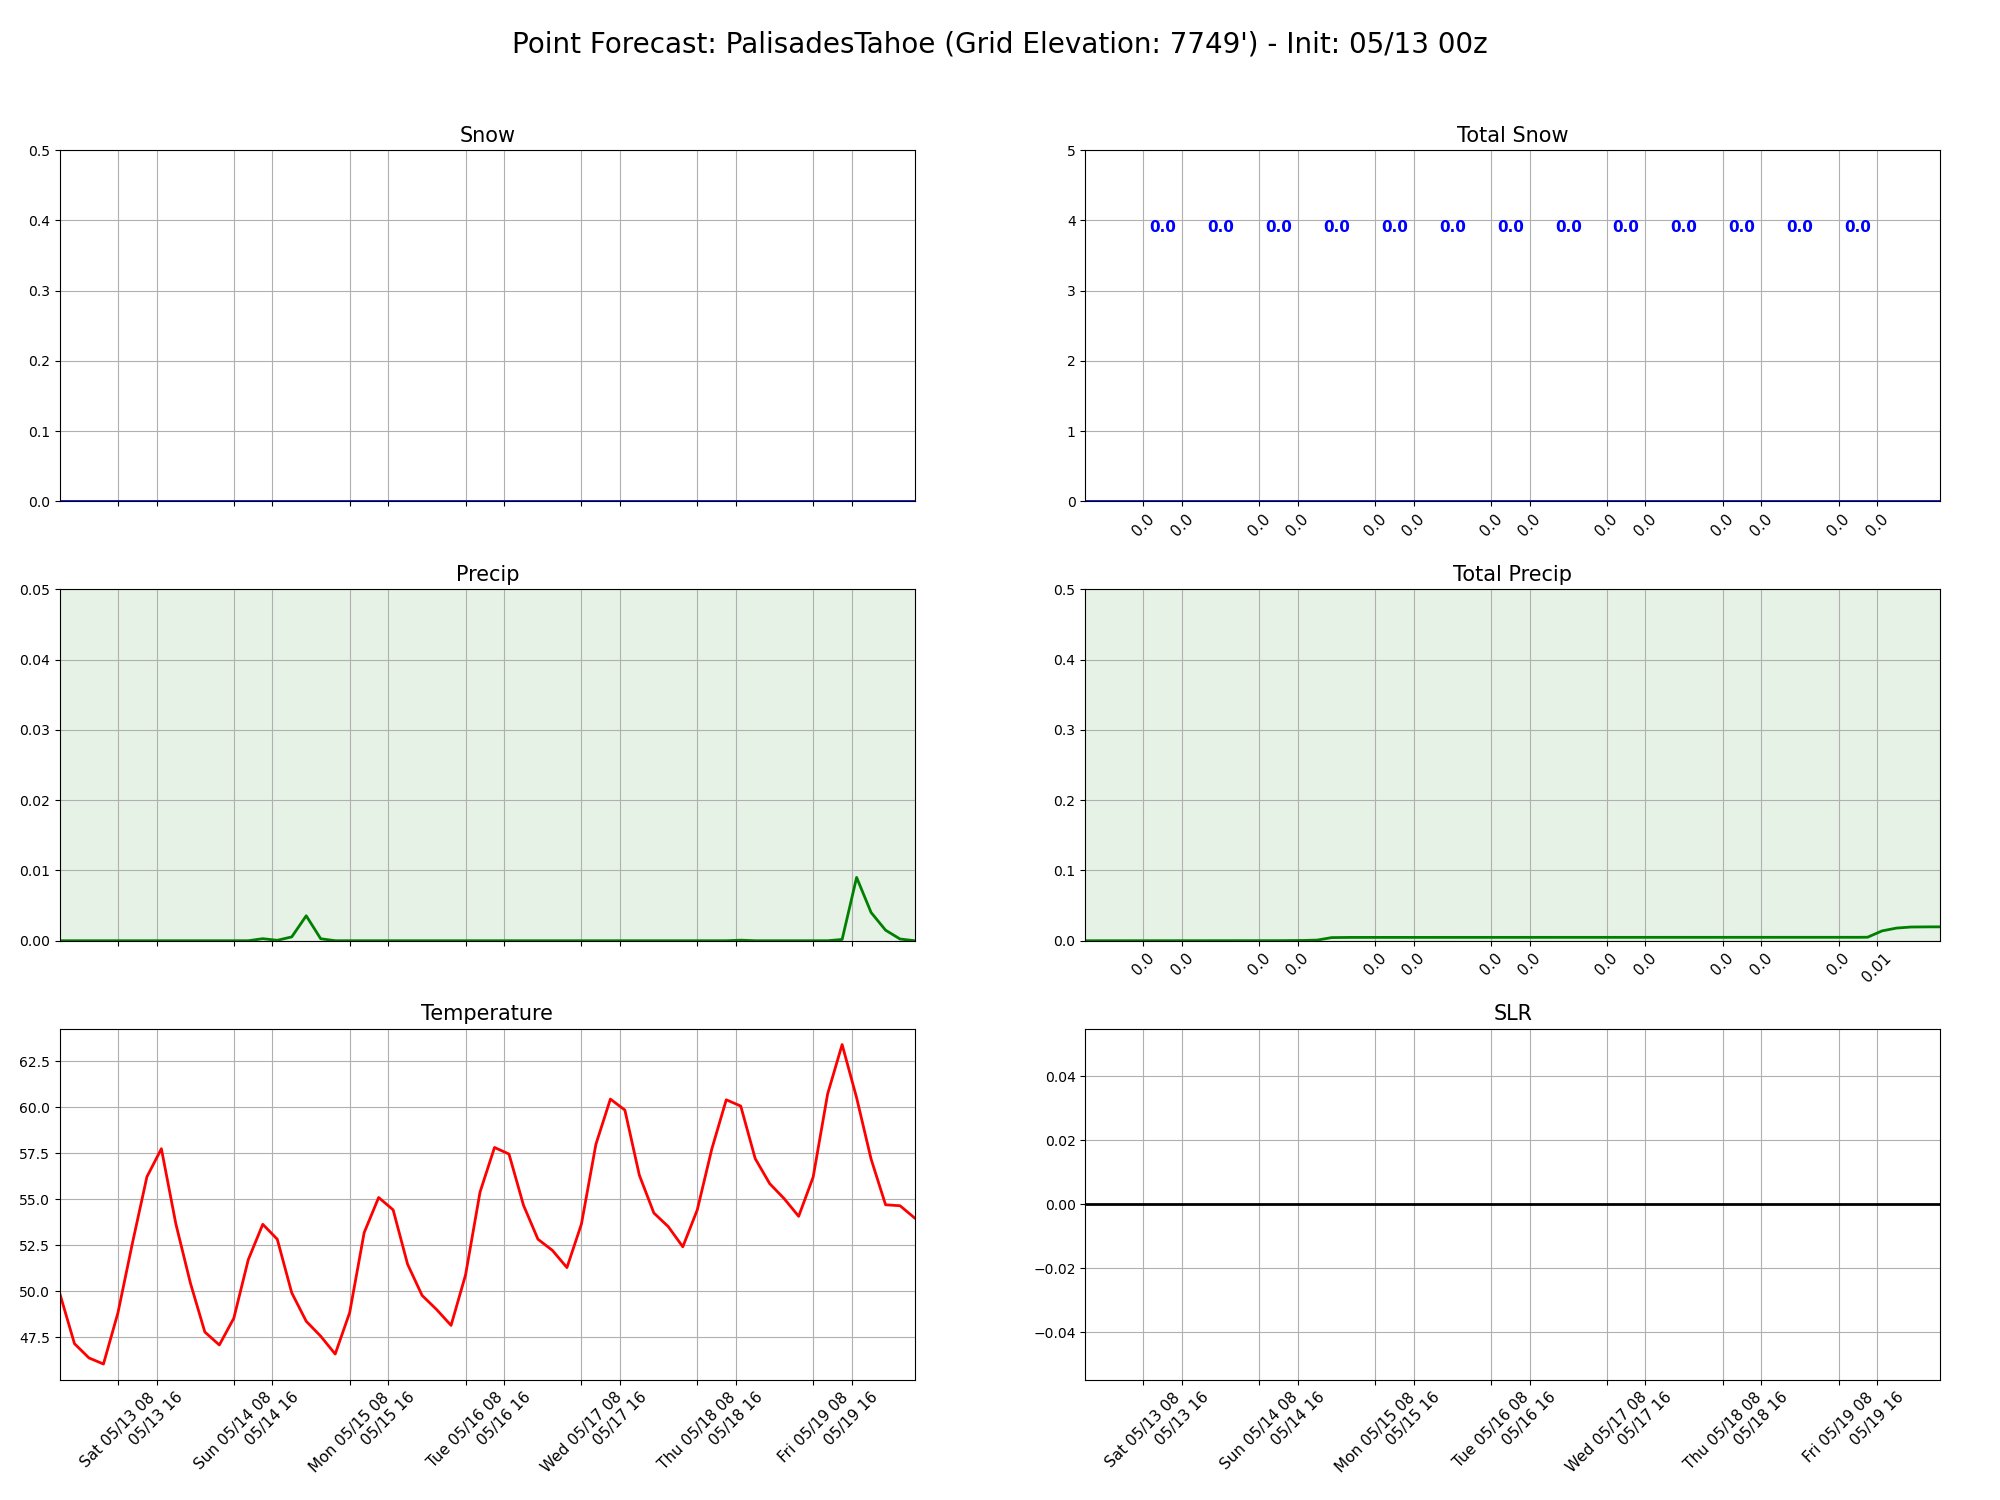 Point Forecast: PalisadesTahoe (Grid Elevation: 7749') - Init: 05/13 00z
Snow
0.5
0.4
0.3
0.2
0.1
0.0
Total Snow
5
4
3
2
1
0
0.0 0.0 0.0 0.0 0.0 0.0 0.0 0.0 0.0 0.0 0.0 0.0 0.0
0.0 0.0 0.0 0.0 0.0 0.0 0.0 0.0 0.0 0.0 0.0 0.0 0.0 0.0
Precip
0.05
0.04
0.03
0.02
0.01
0.00
Total Precip
0.5
0.4
0.3
0.2
0.1
0.0
0.0 0.0 0.0 0.0 0.0 0.0 0.0 0.0 0.0 0.0 0.0 0.0 0.0 0.01
Temperature
62.5
60.0
57.5
55.0
52.5
50.0
47.5
Sat 05/13 08
05/13 16
Sun 05/14 08
05/14 16
Mon 05/15 08
05/15 16
Tue 05/16 08
05/16 16
Wed 05/17 08
05/17 16
Thu 05/18 08
05/18 16
Fri 05/19 08
05/19 16
SLR
0.04
0.02
0.00
−0.02
−0.04
Sat 05/13 08
05/13 16
Sun 05/14 08
05/14 16
Mon 05/15 08
05/15 16
Tue 05/16 08
05/16 16
Wed 05/17 08
05/17 16
Thu 05/18 08
05/18 16
Fri 05/19 08
05/19 16